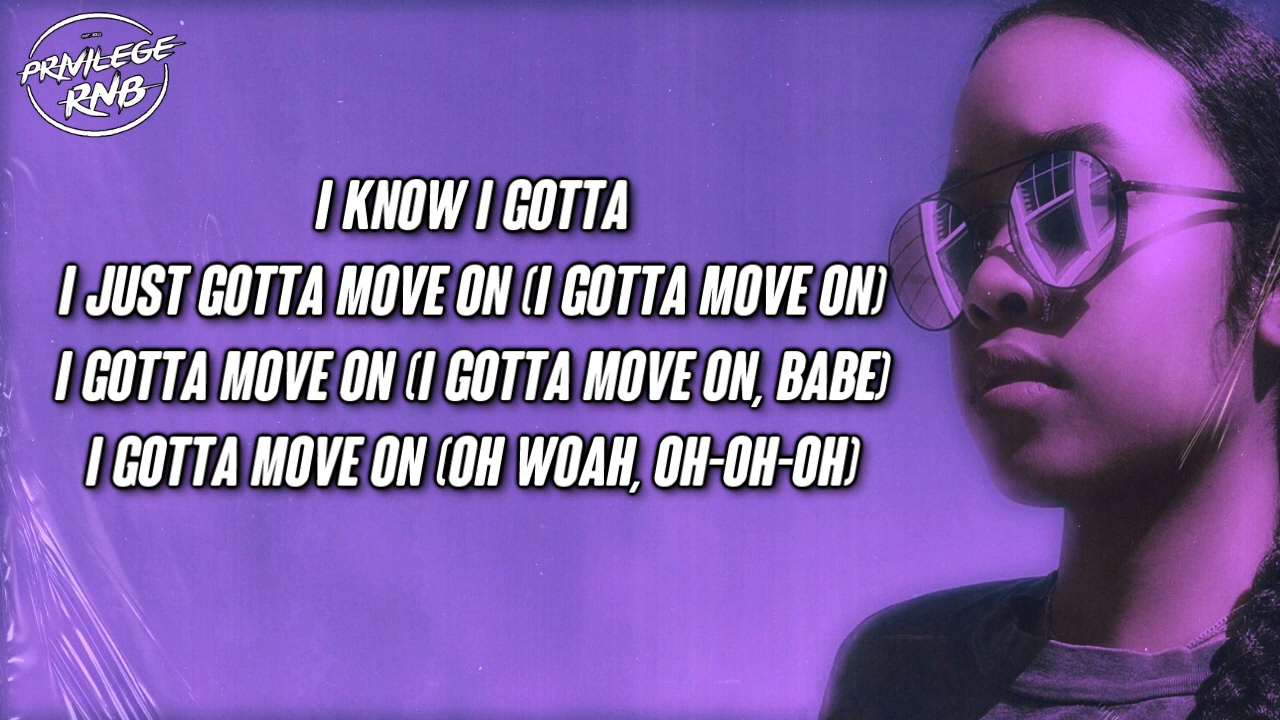 PRIVILEGE
RNB
I KNOW I GOTTA
I JUST GOTTA MOVE ON (I GOTTA MOVE ON)
I GOTTA MOVE ON (I GOTTA MOVE ON, BABE)
I GOTTA MOVE ON (OH WOAH, OH-OH-OH)